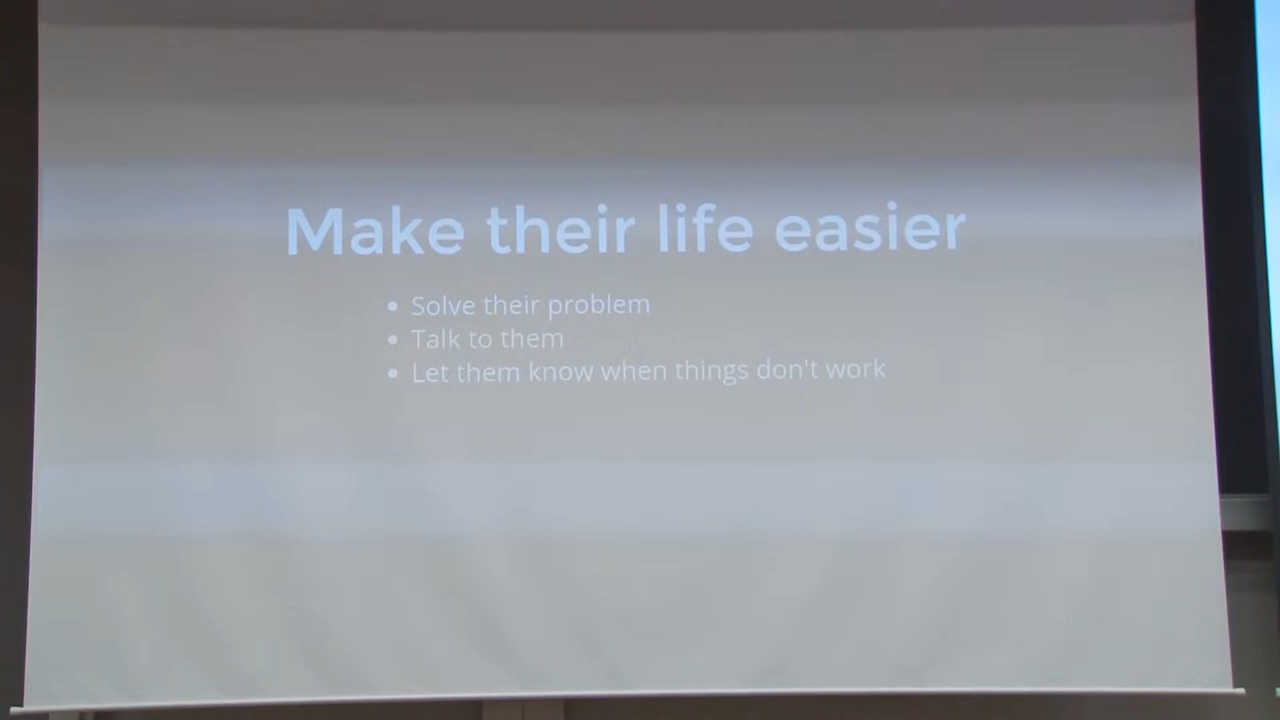 Make their life easier
Solve their problem
Talk to them
Let them know when things don't work